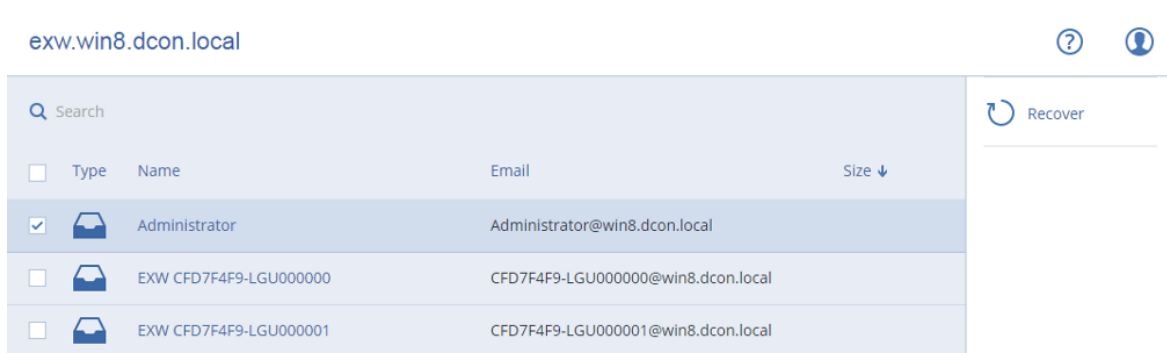 exw.win8.dcon.local
Search
Recover
Type Name Email Size
Administrator Administrator@win8.dcon.local
EXW CFD7F4F9-LGU000000 CFD7F4F9-LGU000000@win8.dcon.local
EXW CFD7F4F9-LGU000001 CFD7F4F9-LGU000001@win8.dcon.local